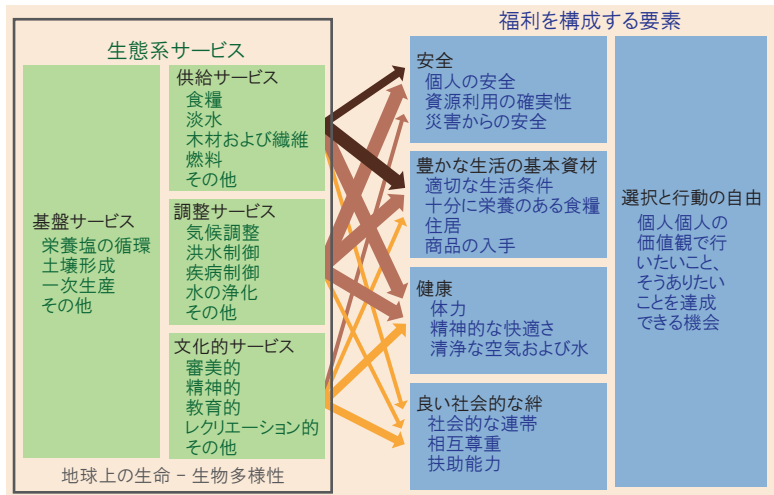 生態系サービス
基盤サービス
栄養塩の循環
土壌形成
一次生産
その他
供給サービス
食糧
淡水
木材および繊維
燃料
その他
調整サービス
気候調整
洪水制御
疾病制御
水の浄化
その他
文化的サービス
審美的
精神的
教育的
レクリエーション的
その他
地球上の生命 – 生物多様性
福利を構成する要素
安全
個人の安全
資源利用の確実性
災害からの安全
豊かな生活の基本資材
適切な生活条件
十分に栄養のある食糧
住居
商品の入手
健康
体力
精神的な快適さ
清浄な空気および水
良い社会的な絆
社会的な連帯
相互尊重
扶助能力
選択と行動の自由
個人個人の
価値観で行
いたいこと、
そうありたい
ことを達成
できる機会